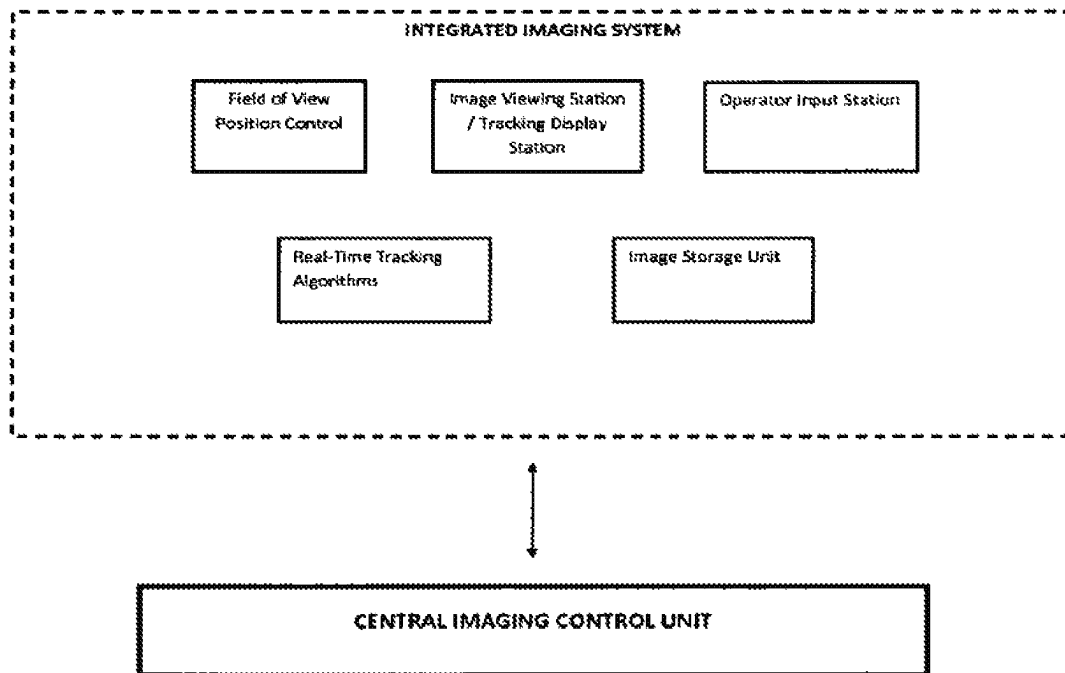 INTEGRATED IMAGING SYSTEM
Field of View
Position Control
Image Viewing Station
/ Tracking Display
Station
Operator Input Station
Real-Time Tracking
Algorithms
Image Storage Unit
CENTRAL IMAGING CONTROL UNIT